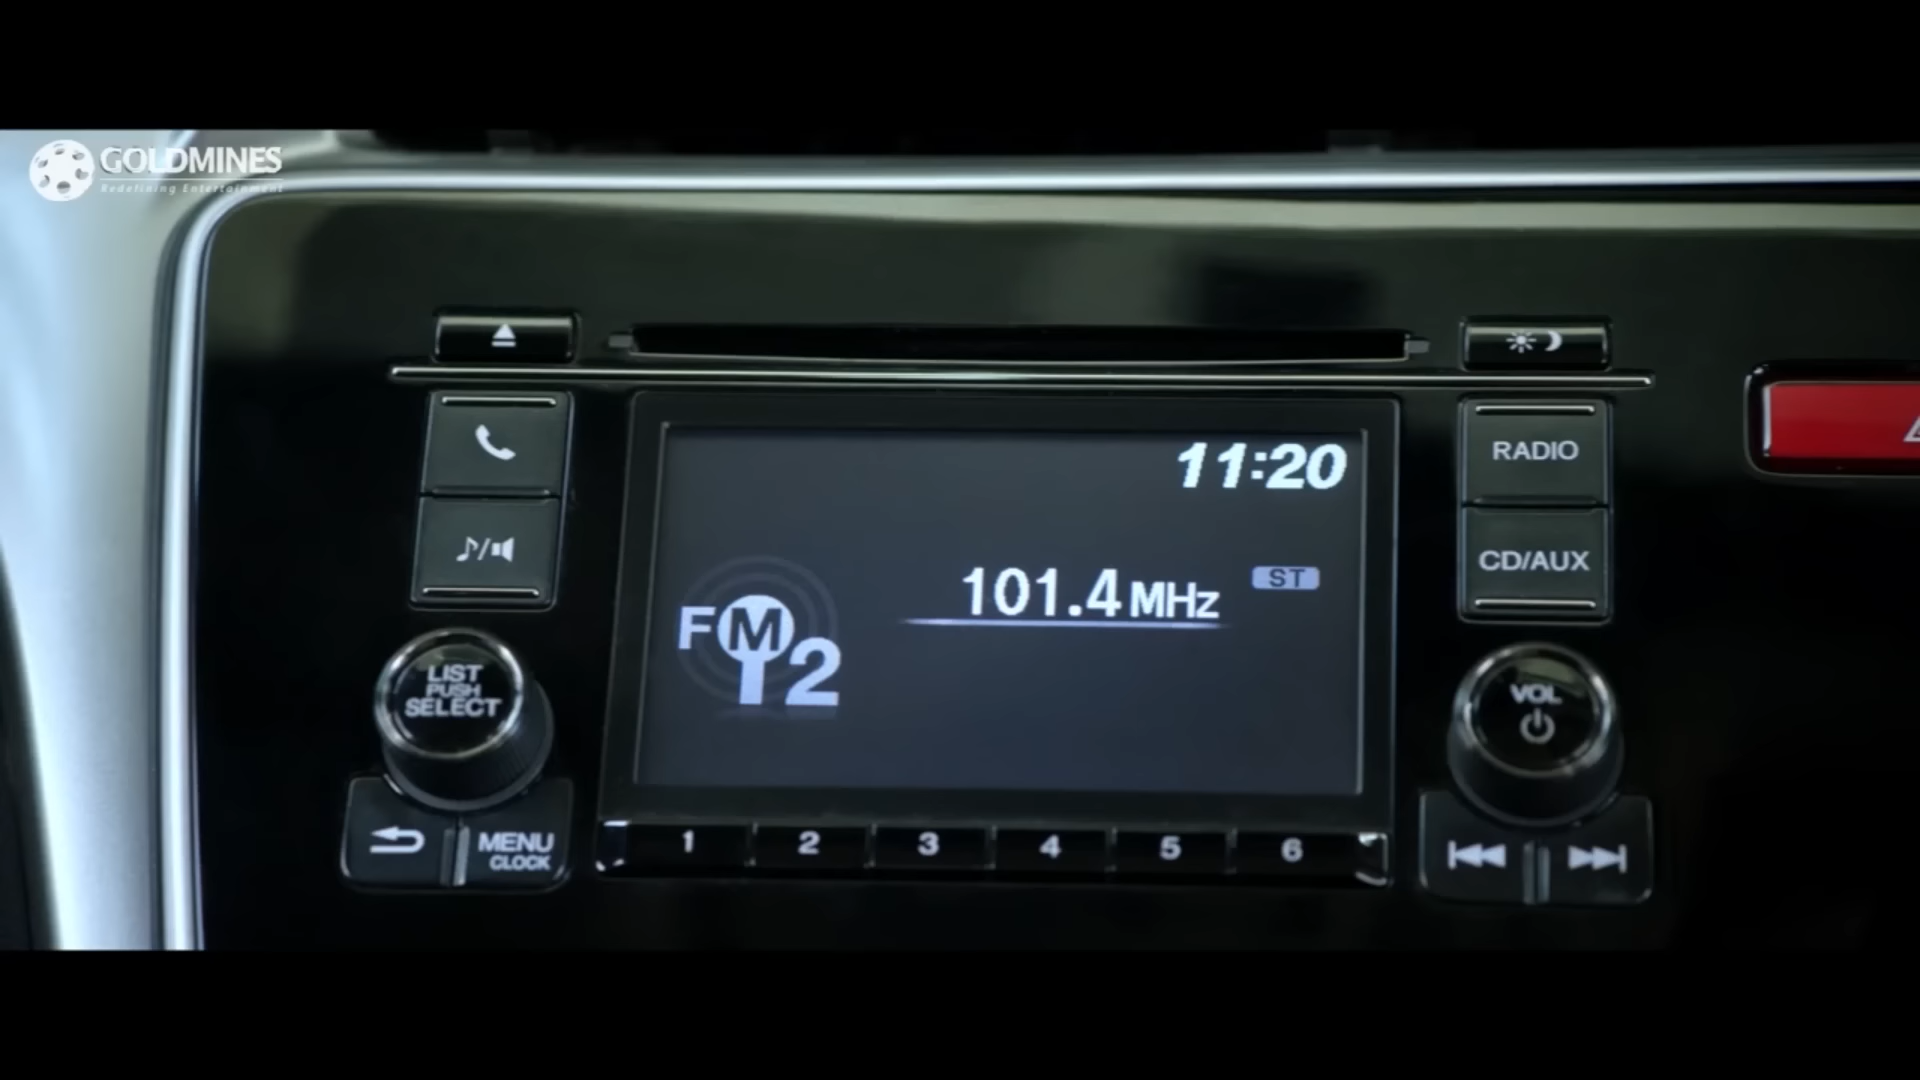 GOLDMINES
Redefining Entertainment
11:20
RADIO
CD/AUX
101.4 MHz
ST
FM 2
LIST
PUSH
SELECT
VOL
MENU
CLOCK
1 2 3 4 5 6